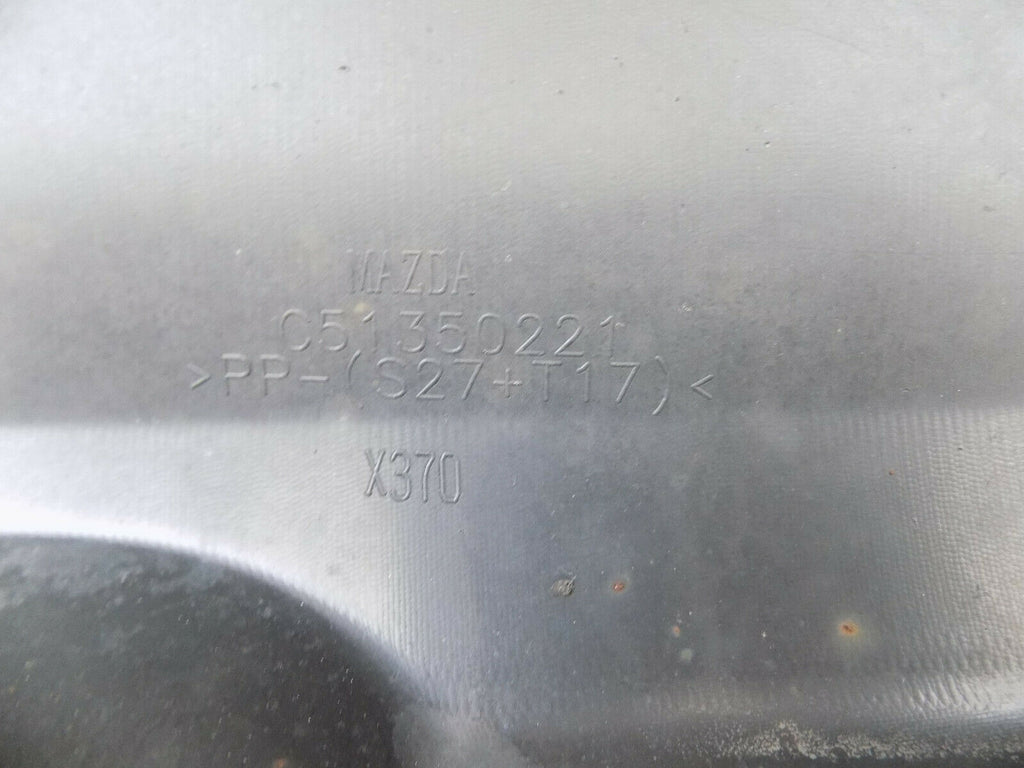 MAZDA
C51350221
>PP-(S27+T17)<
X370